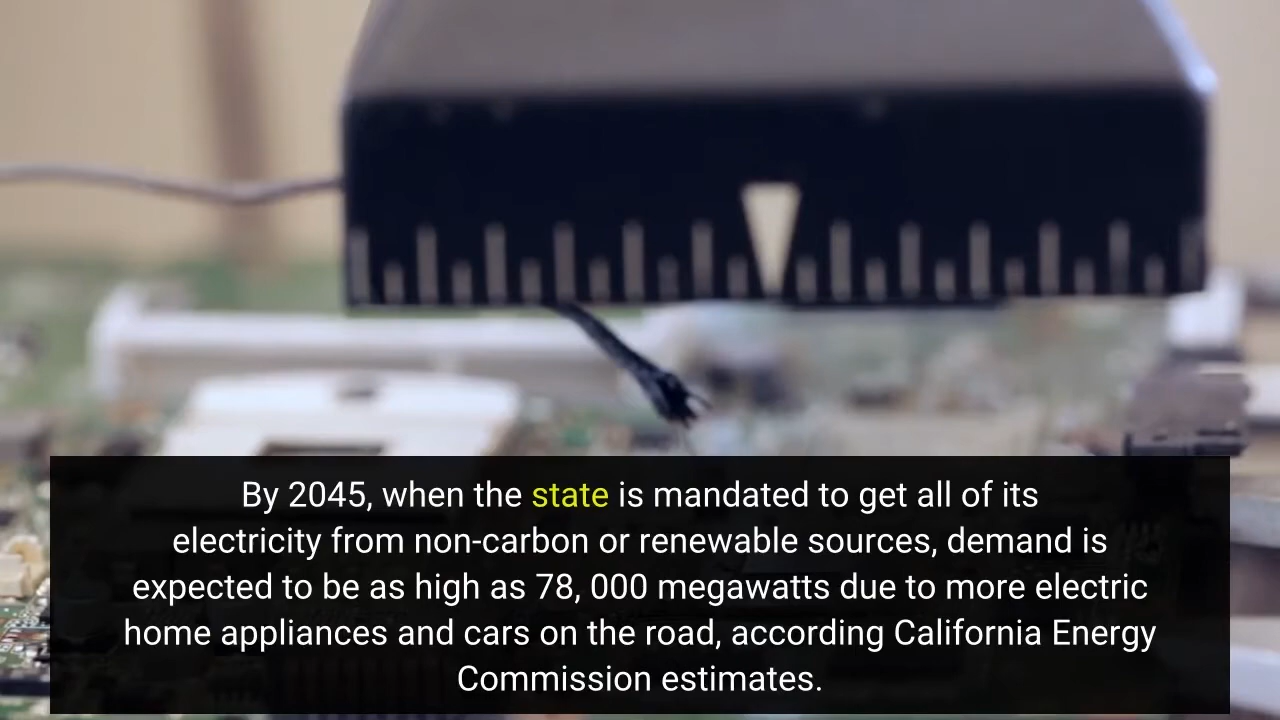 By 2045, when the state is mandated to get all of its
electricity from non-carbon or renewable sources, demand is
expected to be as high as 78, 000 megawatts due to more electric
home appliances and cars on the road, according California Energy
Commission estimates.